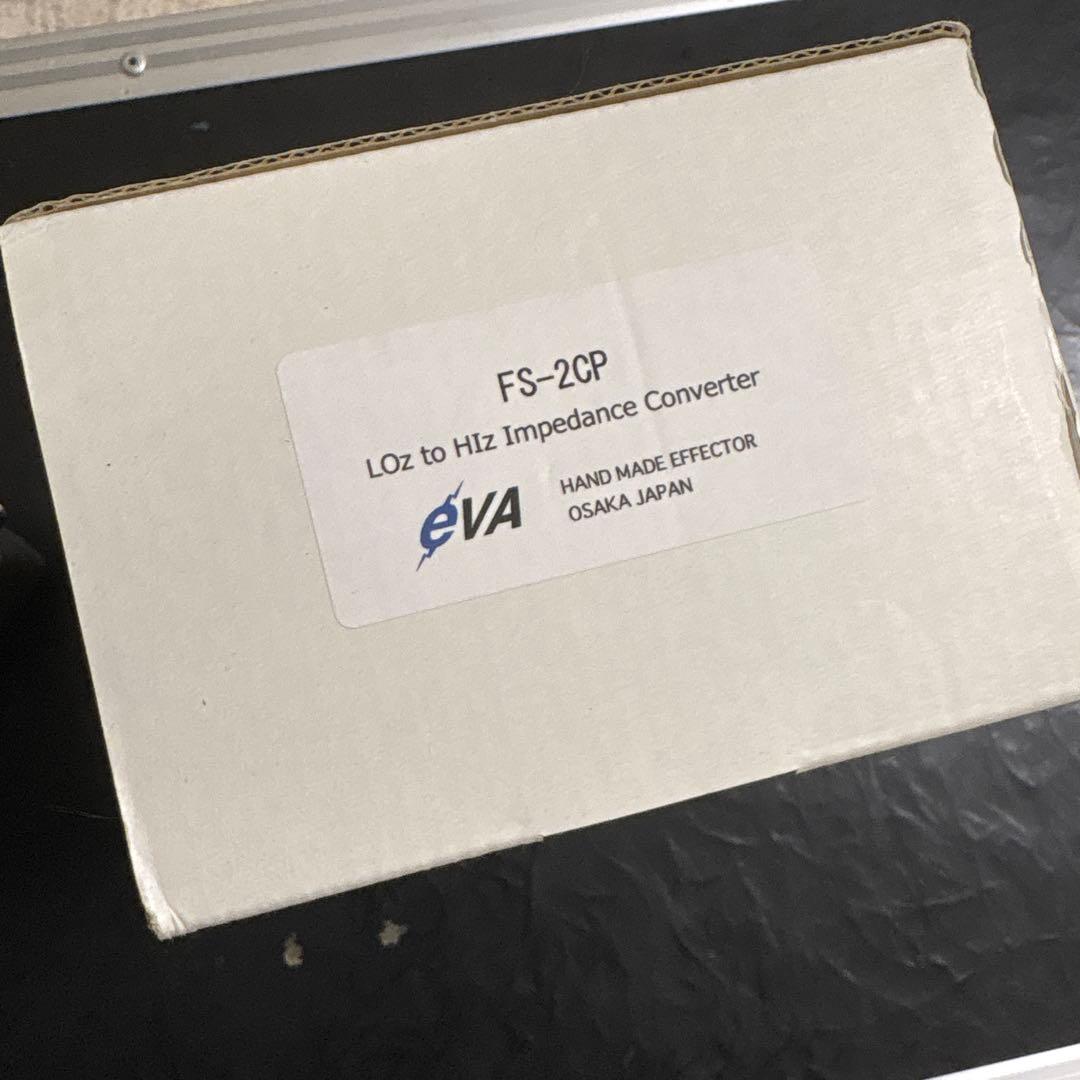 FS-2CP
LOz to HIz Impedance Converter
eVA
HAND MADE EFFECTOR
OSAKA JAPAN